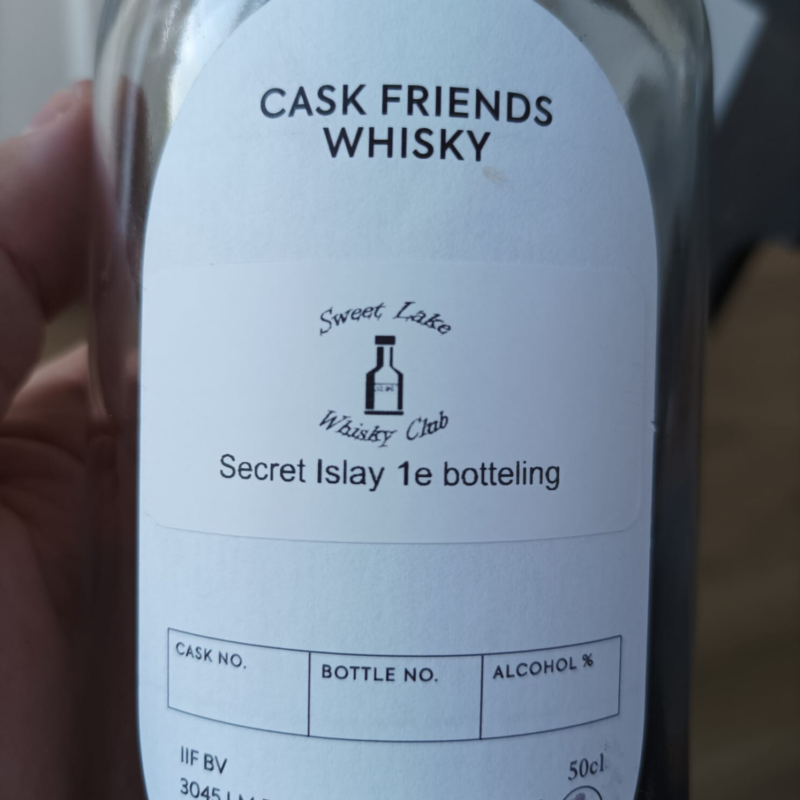 CASK FRIENDS
WHISKY
Sweet Lake
Whisky Club
Secret Islay 1e botteling
CASK NO.
BOTTLE NO.
ALCOHOL %
IIF BV
50cl
3045